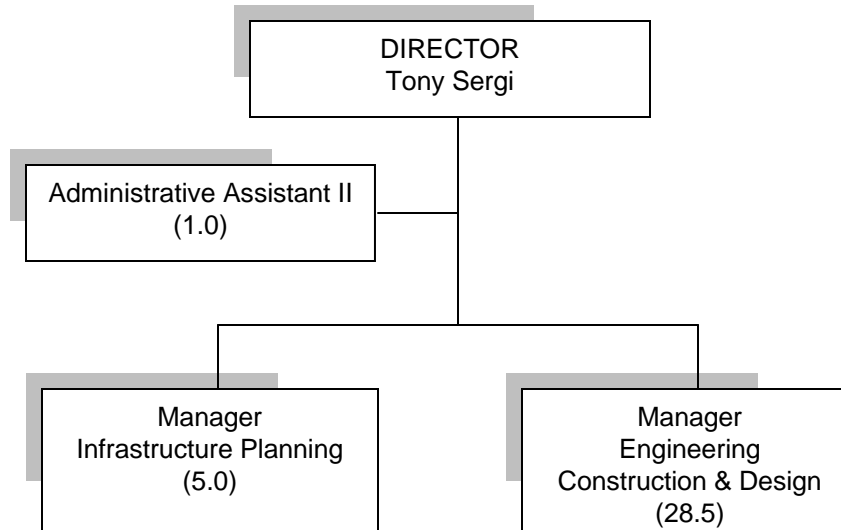 DIRECTOR
Tony Sergi
Administrative Assistant II
(1.0)
Manager
Infrastructure Planning
(5.0)
Manager
Engineering
Construction & Design
(28.5)